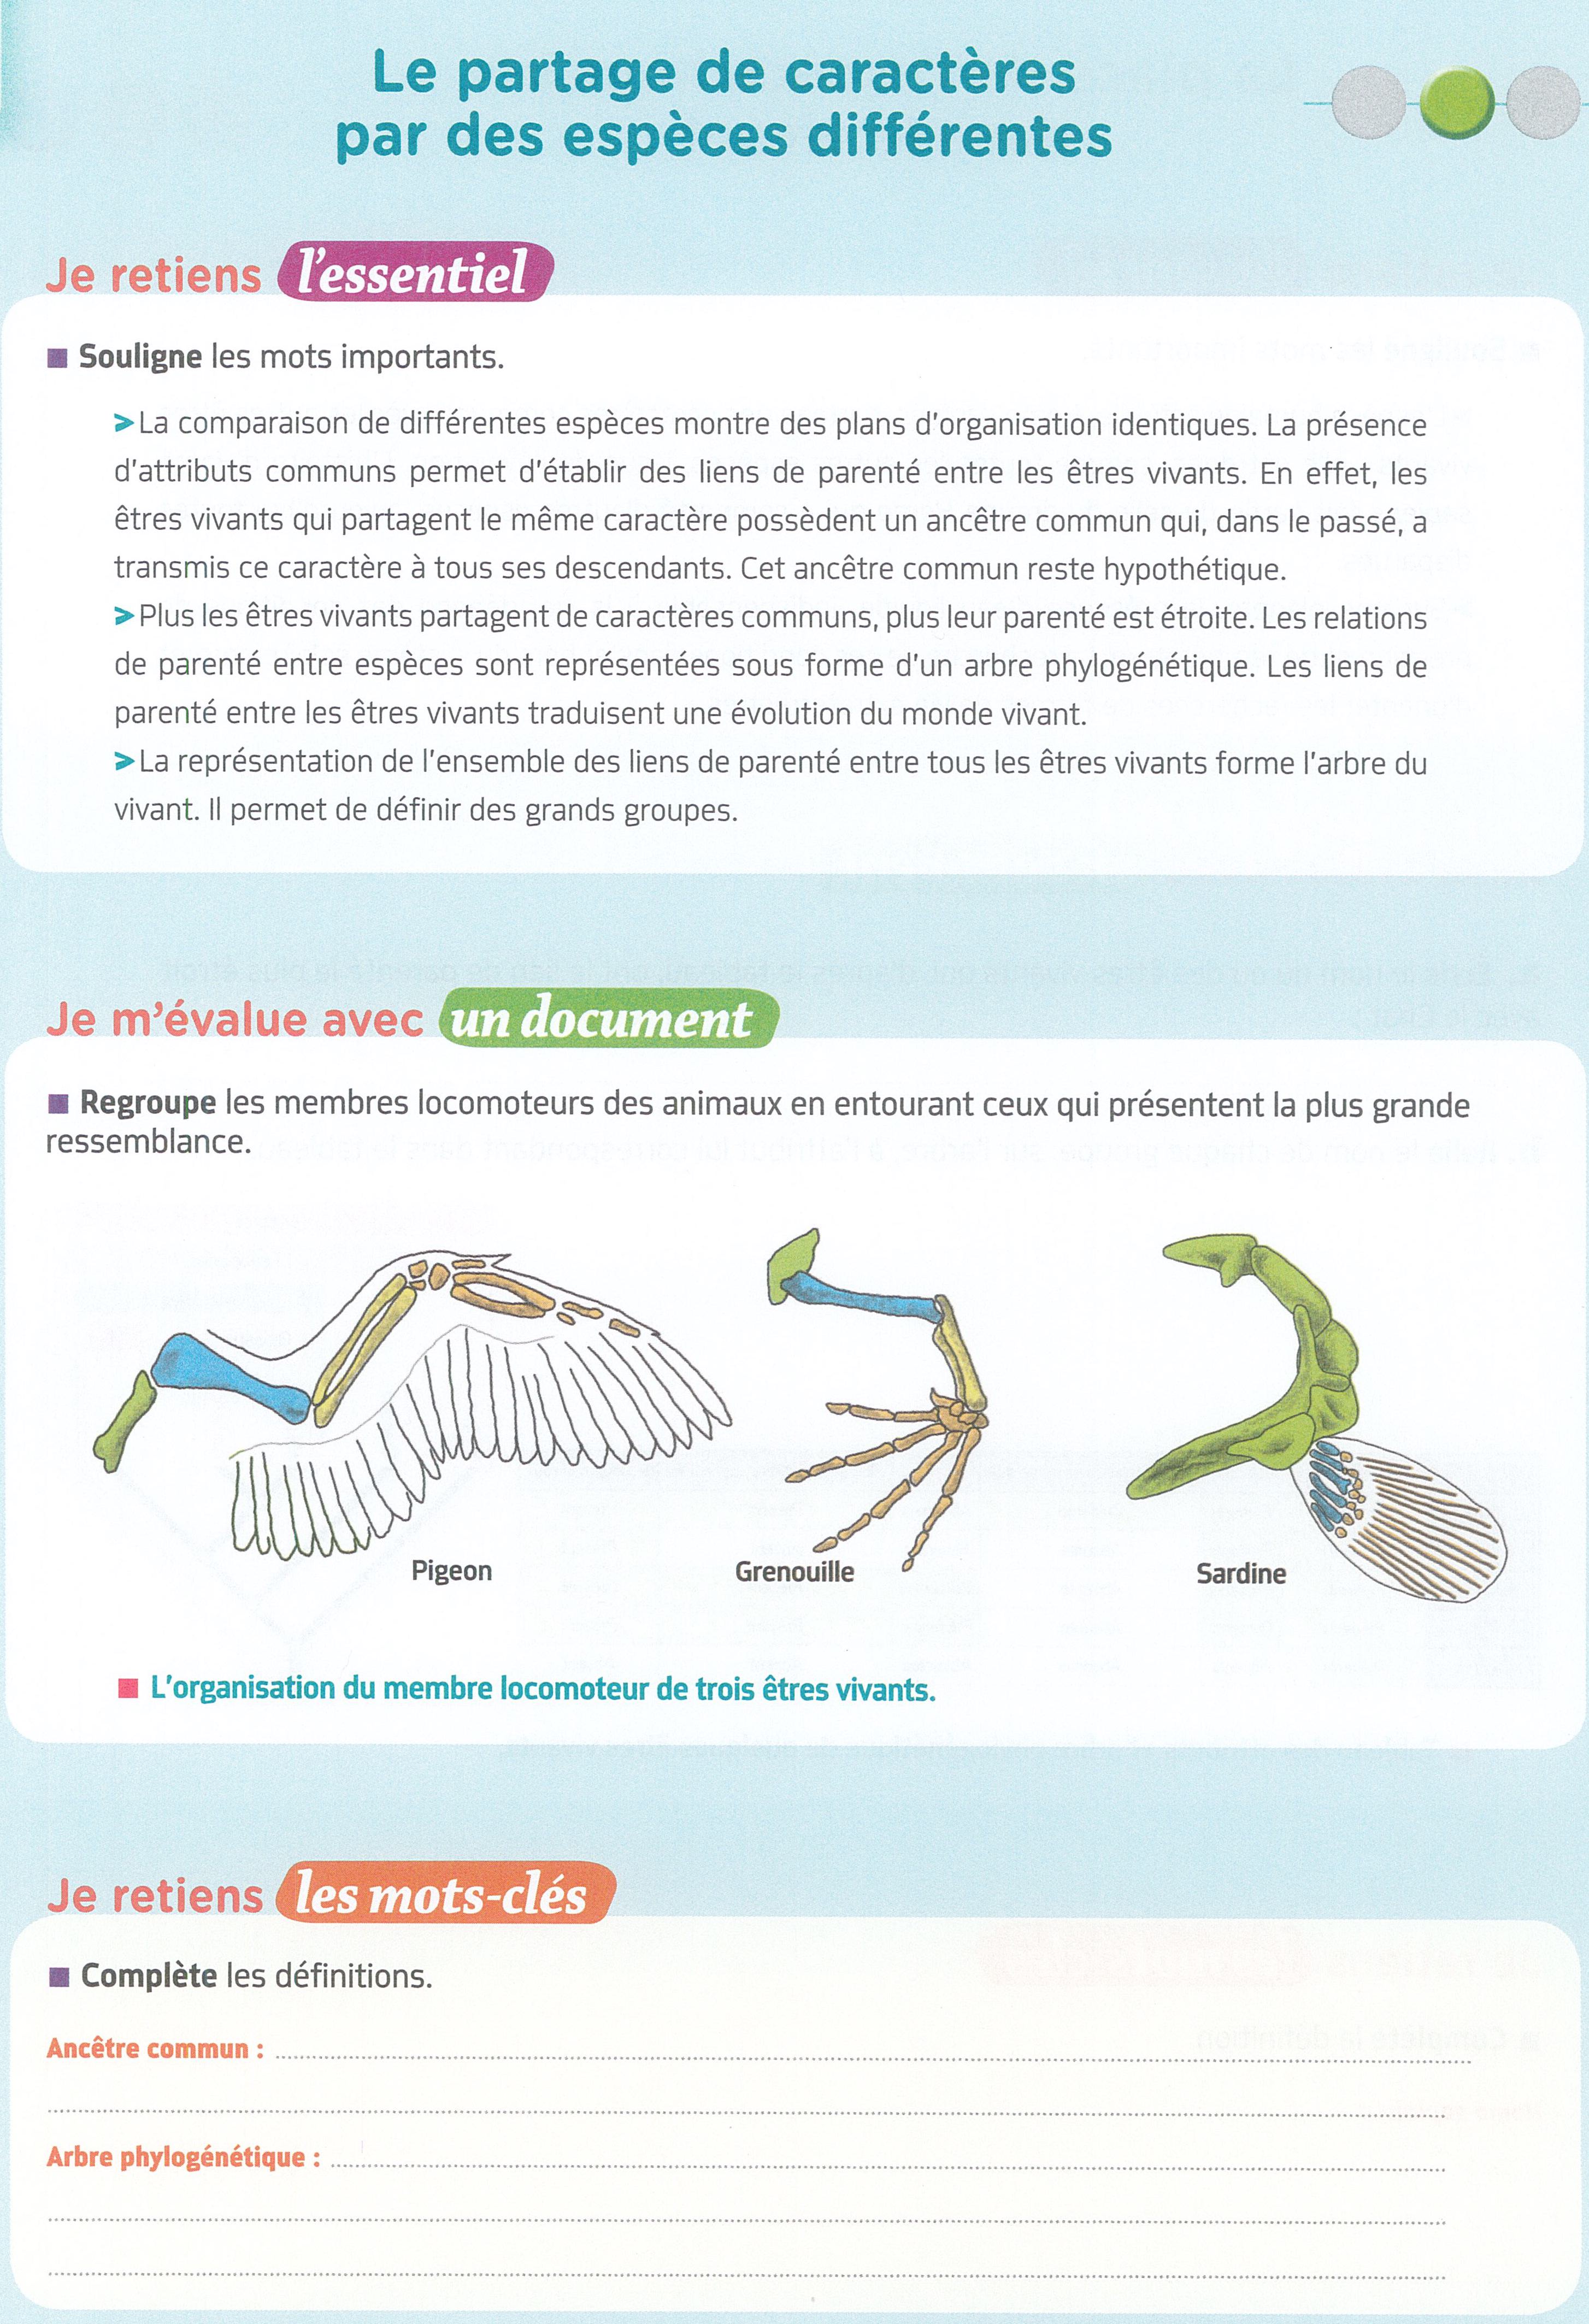 Le partage de caractères
par des espèces différentes
Je retiens l'essentiel
■ Souligne les mots importants.
> La comparaison de différentes espèces montre des plans d'organisation identiques. La présence
d'attributs communs permet d'établir des liens de parenté entre les êtres vivants. En effet, les
êtres vivants qui partagent le même caractère possèdent un ancêtre commun qui, dans le passé, a
transmis ce caractère à tous ses descendants. Cet ancêtre commun reste hypothétique.
> Plus les êtres vivants partagent de caractères communs, plus leur parenté est étroite. Les relations
de parenté entre espèces sont représentées sous forme d'un arbre phylogénétique. Les liens de
parenté entre les êtres vivants traduisent une évolution du monde vivant.
> La représentation de l'ensemble des liens de parenté entre tous les êtres vivants forme l'arbre du
vivant. Il permet de définir des grands groupes.
Je m'évalue avec un document
■ Regroupe les membres locomoteurs des animaux en entourant ceux qui présentent la plus grande
ressemblance.
Pigeon
Grenouille
Sardine
■ L'organisation du membre locomoteur de trois êtres vivants.
Je retiens les mots-clés
■ Complète les définitions.
Ancêtre commun :
Arbre phylogénétique :